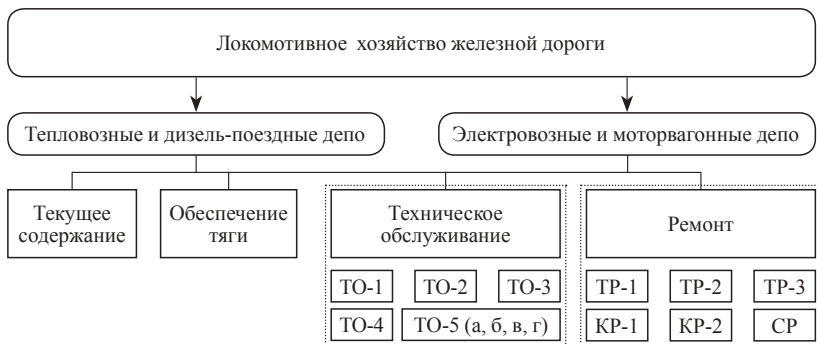 Локомотивное хозяйство железной дороги
Тепловозные и дизель-поездные депо
Электровозные и моторвагонные депо
Текущее
содержание
Обеспечение
тяги
Техническое
обслуживание
Ремонт
ТО-1 ТО-2 ТО-3
ТО-4 ТО-5 (а, б, в, г)
ТР-1 ТР-2 ТР-3
КР-1 КР-2 СР